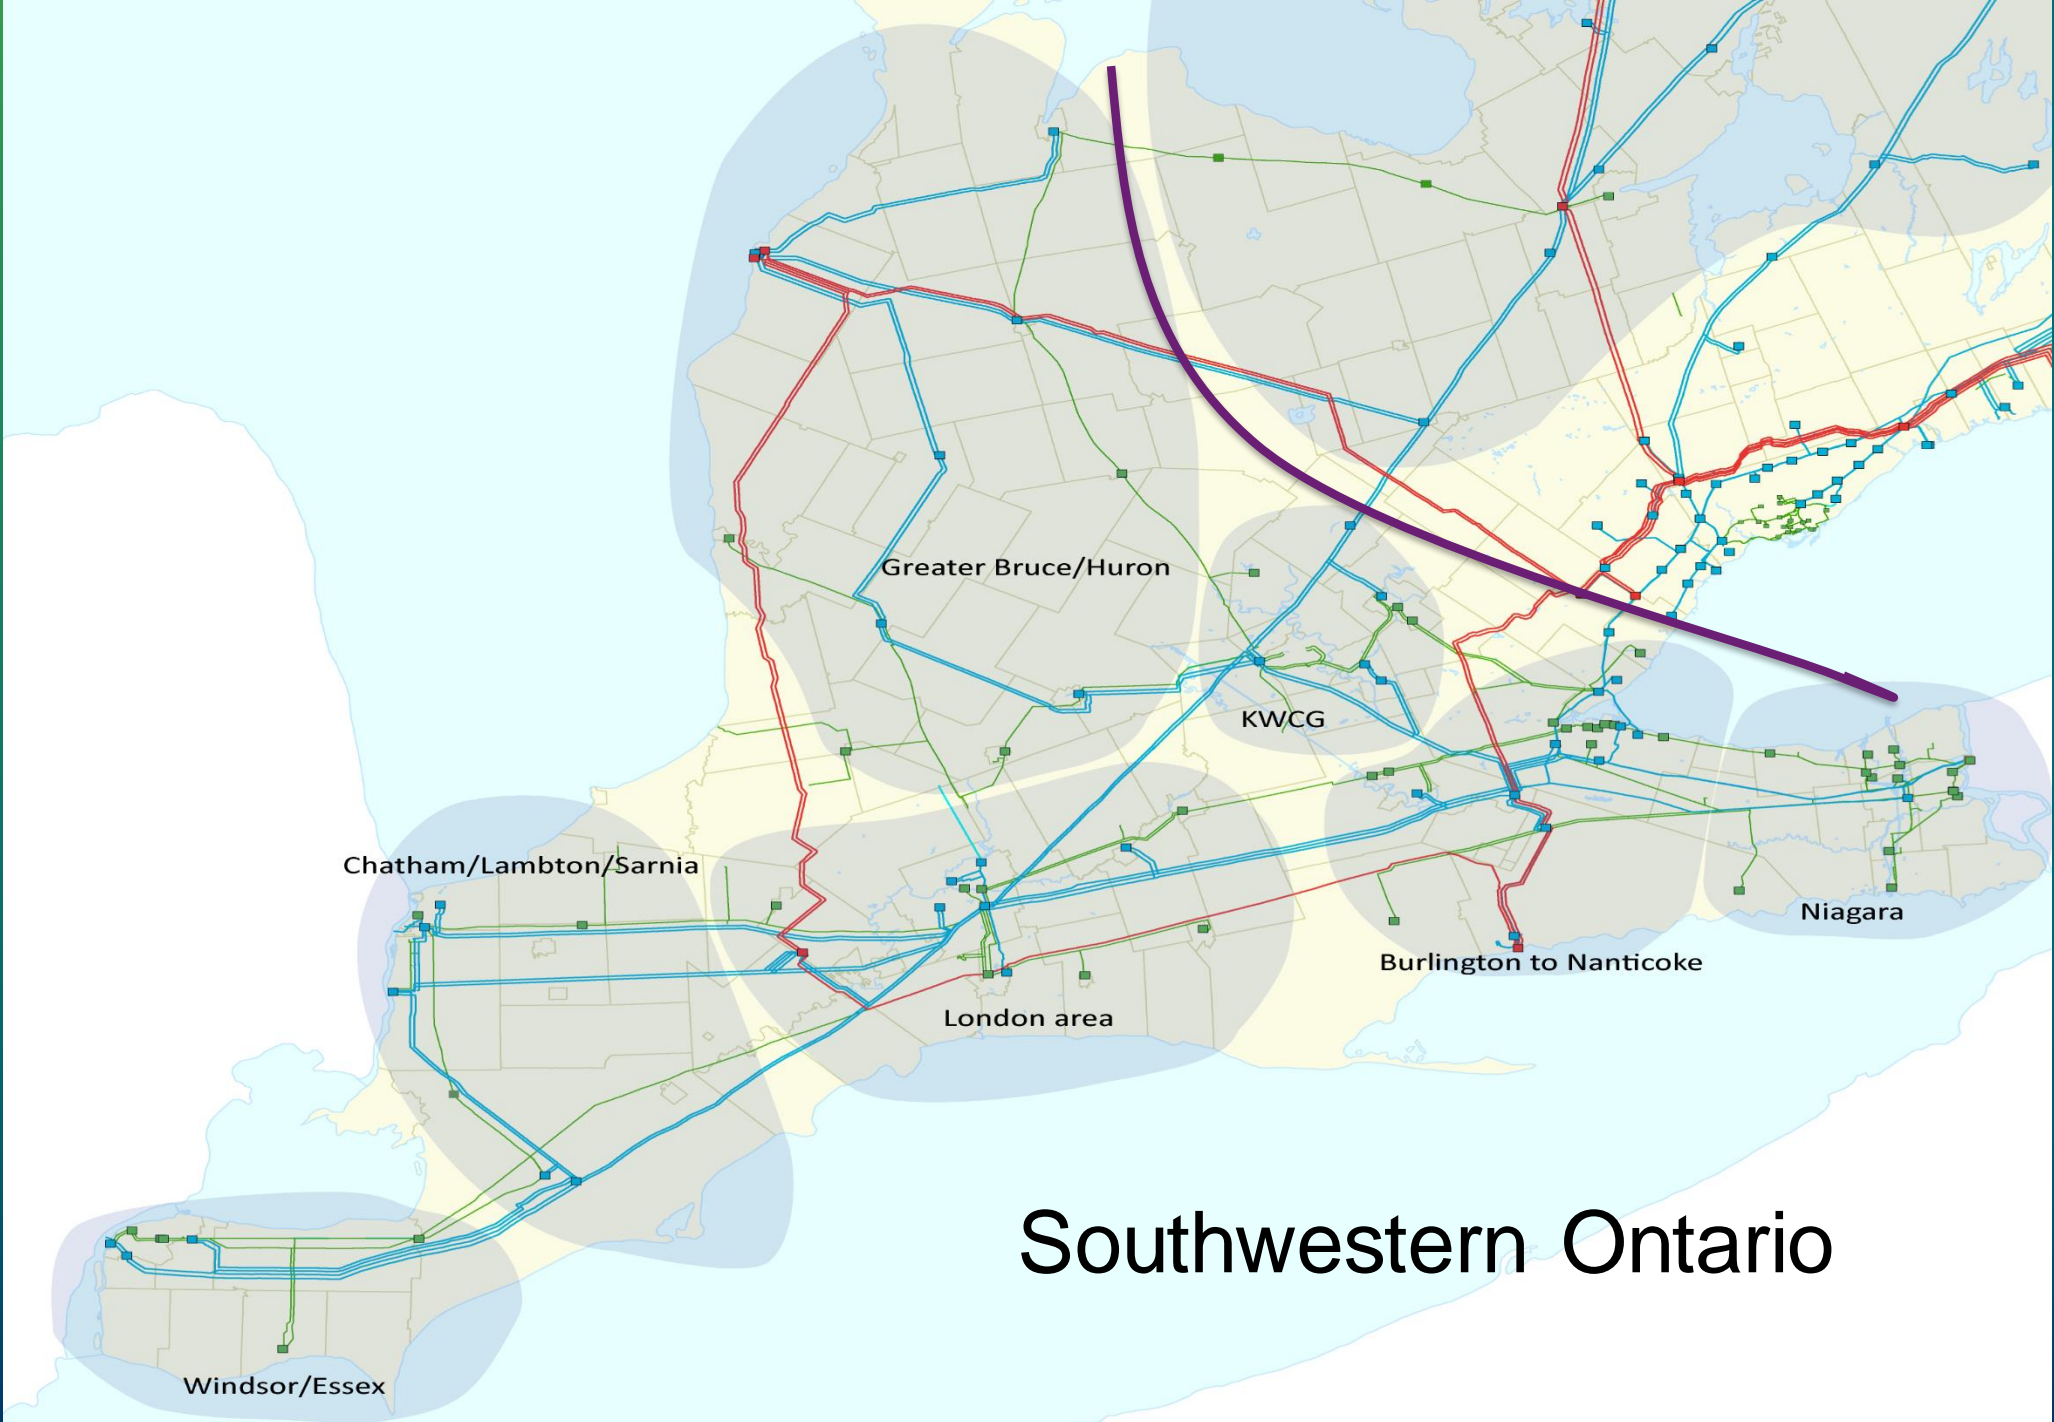 Greater Bruce/Huron
KWCG
Chatham/Lambton/Sarnia
Niagara
Burlington to Nanticoke
London area
Southwestern Ontario
Windsor/Essex